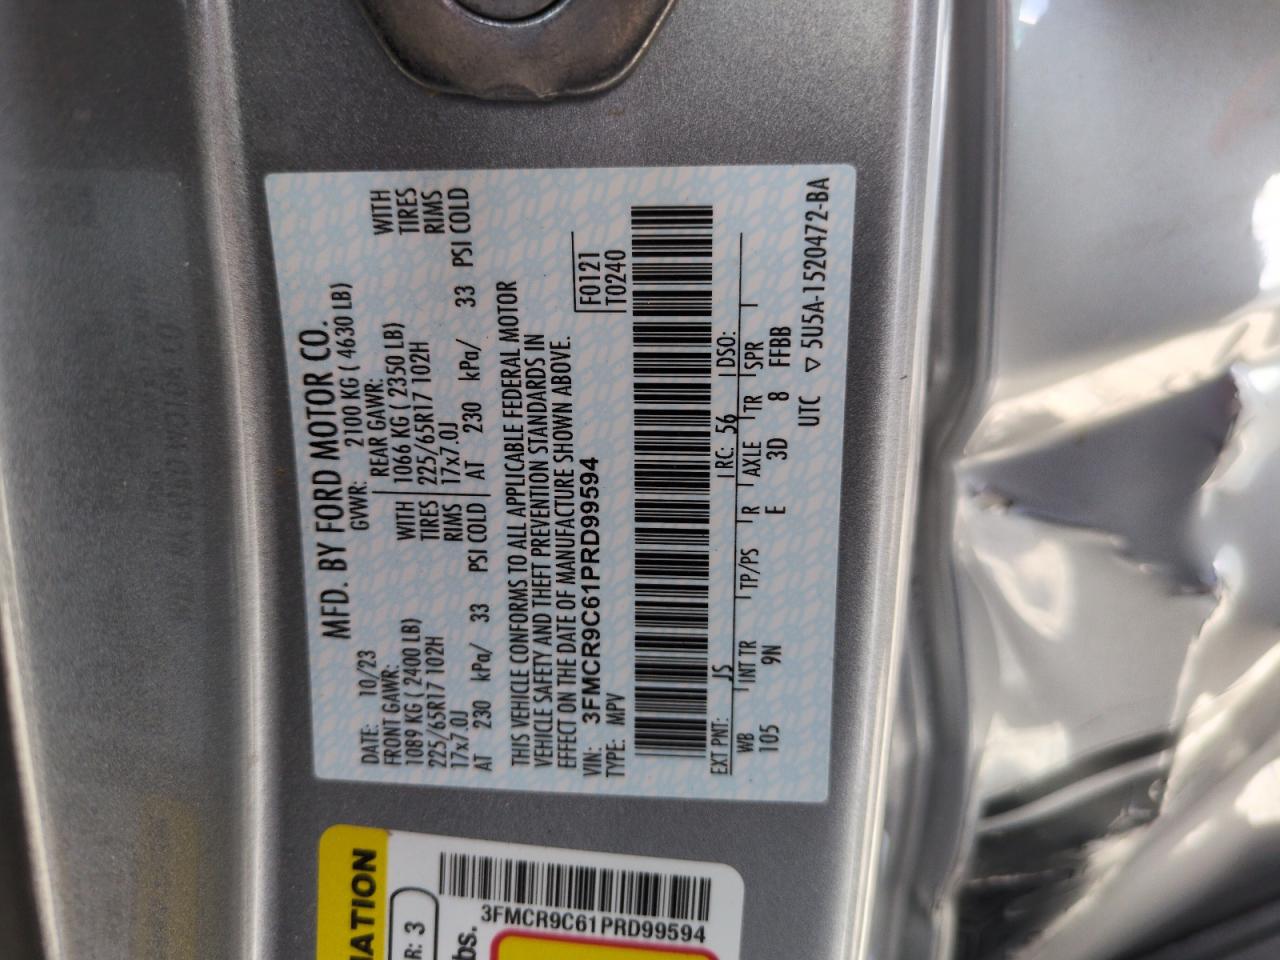 MFD. BY FORD MOTOR CO.
DATE: 10/23 GVWR: 2100 KG ( 4630 LB)
FRONT GAWR: REAR GAWR:
1089 KG ( 2400 LB) WITH 1066 KG ( 2350 LB) WITH
225/65R17 102H TIRES 225/65R17 102H TIRES
17x7.0J RIMS 17x7.0J RIMS
AT 230 kPa/ 33 PSI COLD AT 230 kPa/ 33 PSI COLD
THIS VEHICLE CONFORMS TO ALL APPLICABLE FEDERAL MOTOR
VEHICLE SAFETY AND THEFT PREVENTION STANDARDS IN
EFFECT ON THE DATE OF MANUFACTURE SHOWN ABOVE.
VIN: 3FMCR9C61PRD99594 F0121
TYPE: MPV T0240
EXT PNT: JS RC: 56 DSO:
WB INT TR TP/PS R AXLE TR SPR
105 9N E 3D 8 FFBB
UTC ▽ 5U5A-1520472-BA
MATION
R: 3
bs.
3FMCR9C61PRD99594